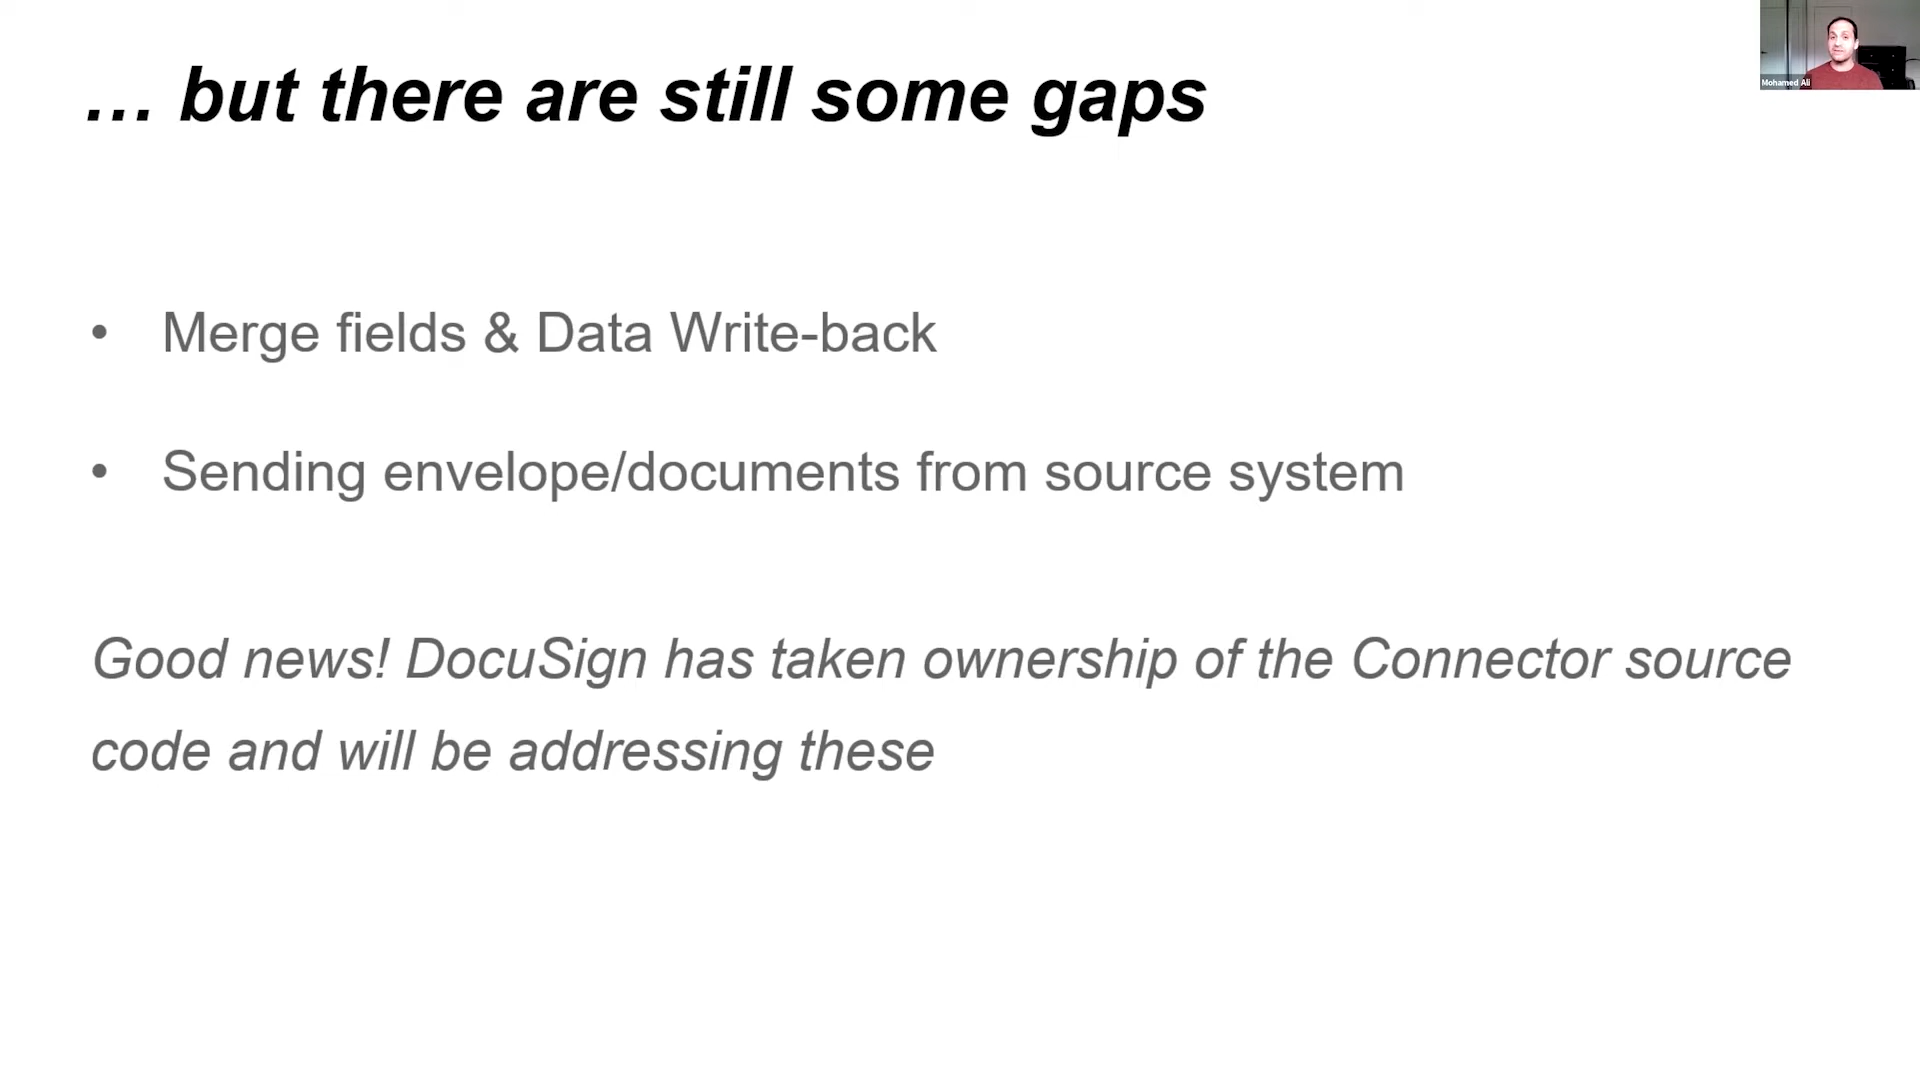 ... but there are still some gaps
Mohamed Ali
• Merge fields & Data Write-back
• Sending envelope/documents from source system
Good news! DocuSign has taken ownership of the Connector source
code and will be addressing these